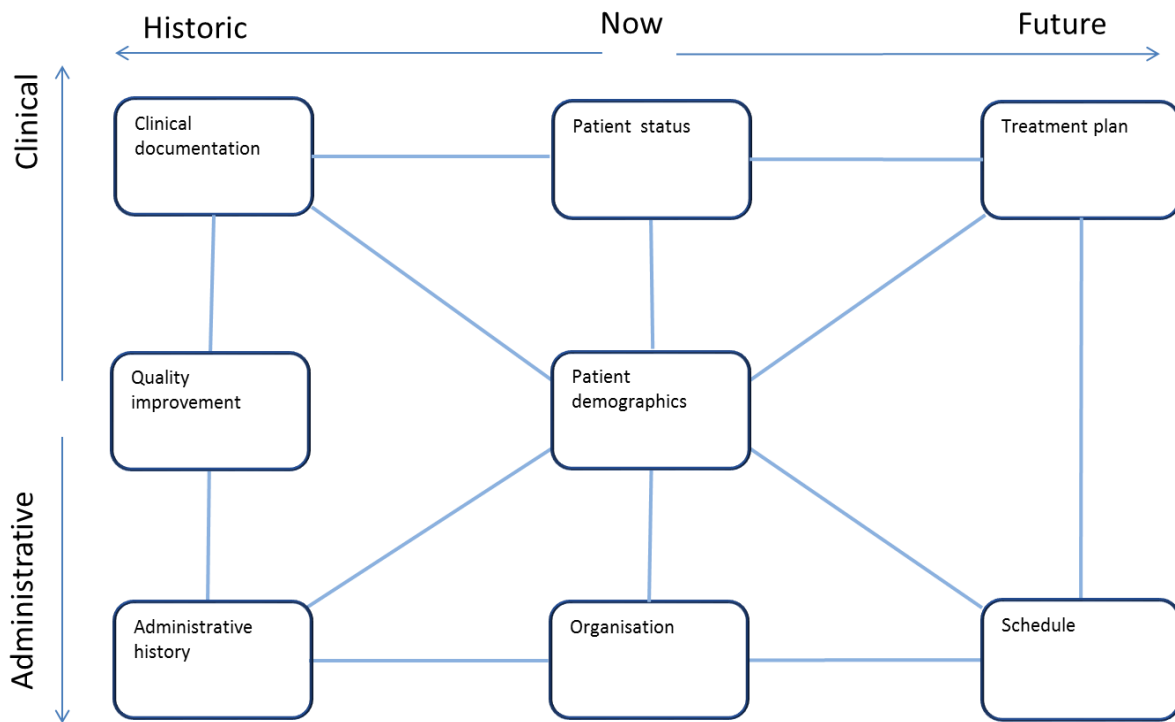 Historic
Now
Future
Clinical
Clinical
documentation
Patient status
Treatment plan
Quality
improvement
Patient
demographics
Administrative
Administrative
history
Organisation
Schedule